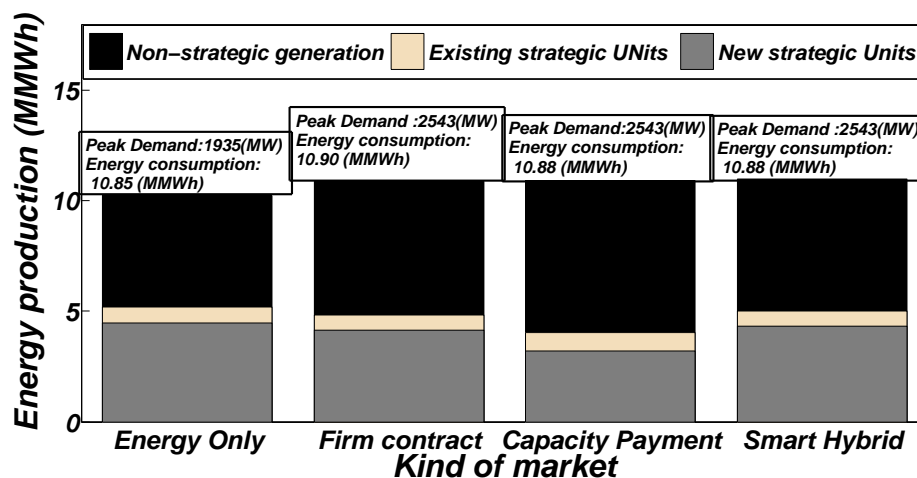 Non-strategic generation
Existing strategic UNits
New strategic Units
Energy production (MMWh)
15
10
5
0
Peak Demand:1935(MW)
Energy consumption:
10.85 (MMWh)
Peak Demand :2543(MW)
Energy consumption:
10.90 (MMWh)
Peak Demand:2543(MW)
Energy consumption:
10.88 (MMWh)
Peak Demand :2543(MW)
Energy consumption:
10.88 (MMWh)
Energy Only
Firm contract
Capacity Payment
Smart Hybrid
Kind of market